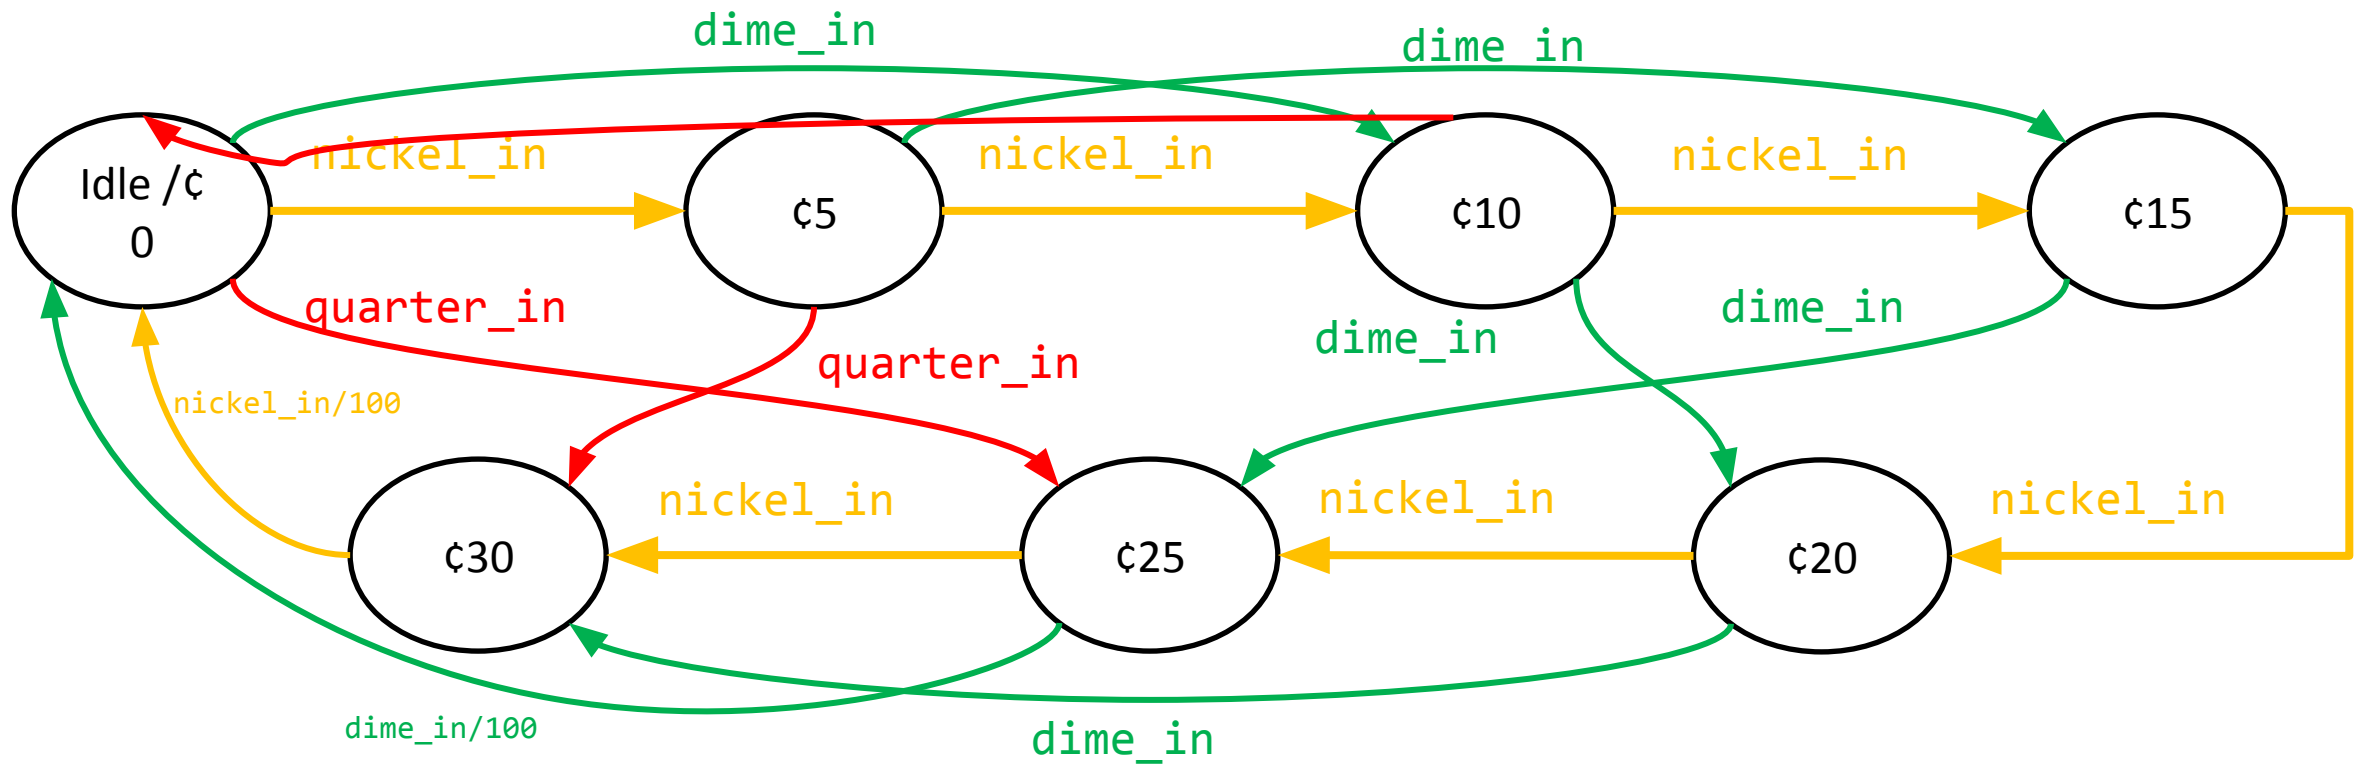 dime_in
dime_in
nickel_in
nickel_in
nickel_in
Idle /¢
0
¢5
¢10
¢15
quarter_in
dime_in
dime_in
quarter_in
nickel_in/100
nickel_in
nickel_in
nickel_in
¢30
¢25
¢20
dime_in/100
dime_in